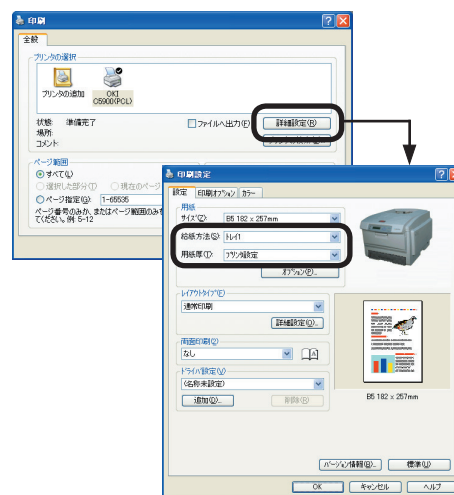 印刷
全般
プリンタの選択
プリンタの追加
OKI
C5900(PCL)
状態: 準備完了
場所:
コメント:
ファイルへ出力(F)
詳細設定(R)
ページ範囲
すべて(L)
選択した部分(T)
現在のページ
ページ指定(G): 1-65535
ページ番号のみか、またはページ範囲のみを
てください。例: 5-12
印刷設定
設定 印刷オプション カラー
用紙
サイズ(Z): B5 182 x 257mm
給紙方法(S): トレイ1
用紙厚(T): プリンタ設定
オプション(P)...
レイアウトタイプ(E)
通常印刷
詳細設定(O)...
両面印刷(2)
なし
A
ドライバ設定(V)
(名称未設定)
追加(D)...
削除(R)
B5 182 x 257mm
バージョン情報(B)...
標準(U)
OK
キャンセル
ヘルプ